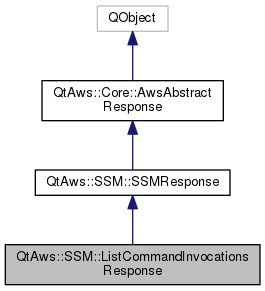 QObject
QtAws::Core::AwsAbstract
Response
QtAws::SSM::SSMResponse
QtAws::SSM::ListCommandInvocations
Response